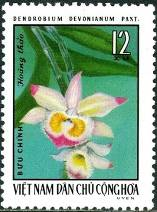 DENDROBIUM DEVONIANUM PAXT.
12
XU
Hoàng thảo
BƯU CHÍNH
VIỆT NAM DÂN CHỦ CỘNG HÒA